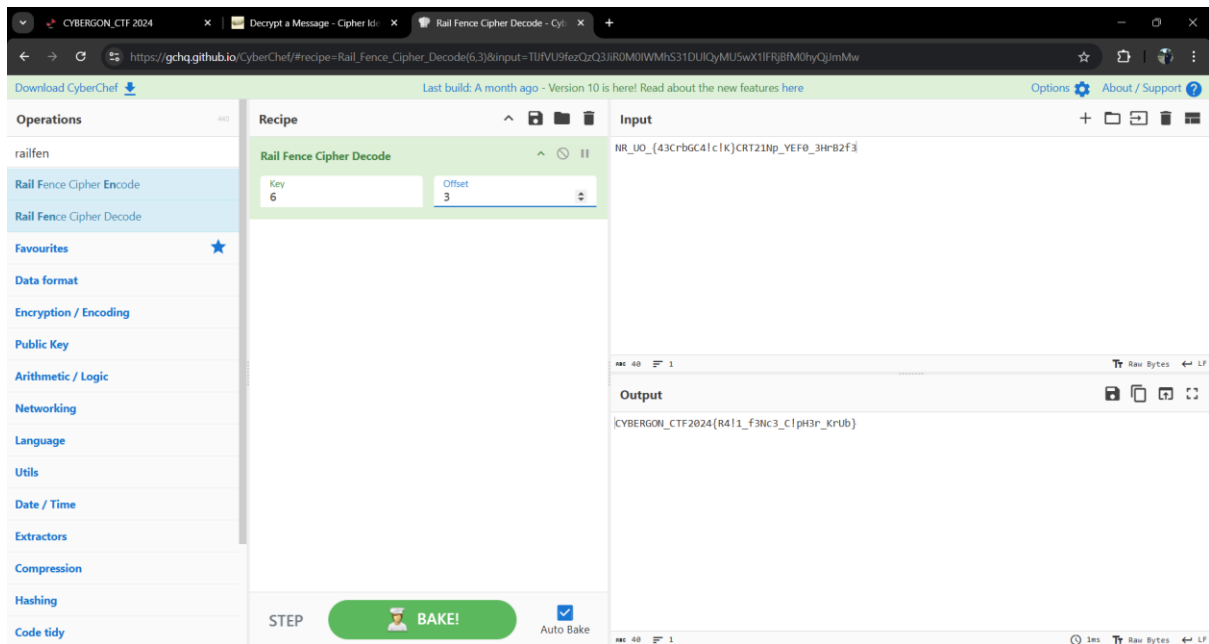 CYBERGON_CTF 2024
Decrypt a Message - Cipher Ide
Rail Fence Cipher Decode - Cyb
https://gchq.github.io/CyberChef/#recipe=Rail_Fence_Cipher_Decode(6,3)&input=TlJfVU9fezQzQ3JiR0M0IWMhS31DUlQyMU5wX1lFRjBfM0hyQjJmMw
Download CyberChef
Last build: A month ago - Version 10 is here! Read about the new features here
Options
About / Support
Operations
440
Recipe
Input
railfen
Rail Fence Cipher Encode
Rail Fence Cipher Decode
Favourites
Data format
Encryption / Encoding
Public Key
Arithmetic / Logic
Networking
Language
Utils
Date / Time
Extractors
Compression
Hashing
Code tidy
Rail Fence Cipher Decode
Key
6
Offset
3
STEP
BAKE!
Auto Bake
NR_UO_{43CrbGC4!c!K}CRT21Np_YEF0_3HrB2f3
ABC 40
1
Raw Bytes
LF
Output
CYBERGON_CTF2024{R4!1_f3Nc3_C!pH3r_KrUb}
ABC 40
1
1ms
Raw Bytes
LF